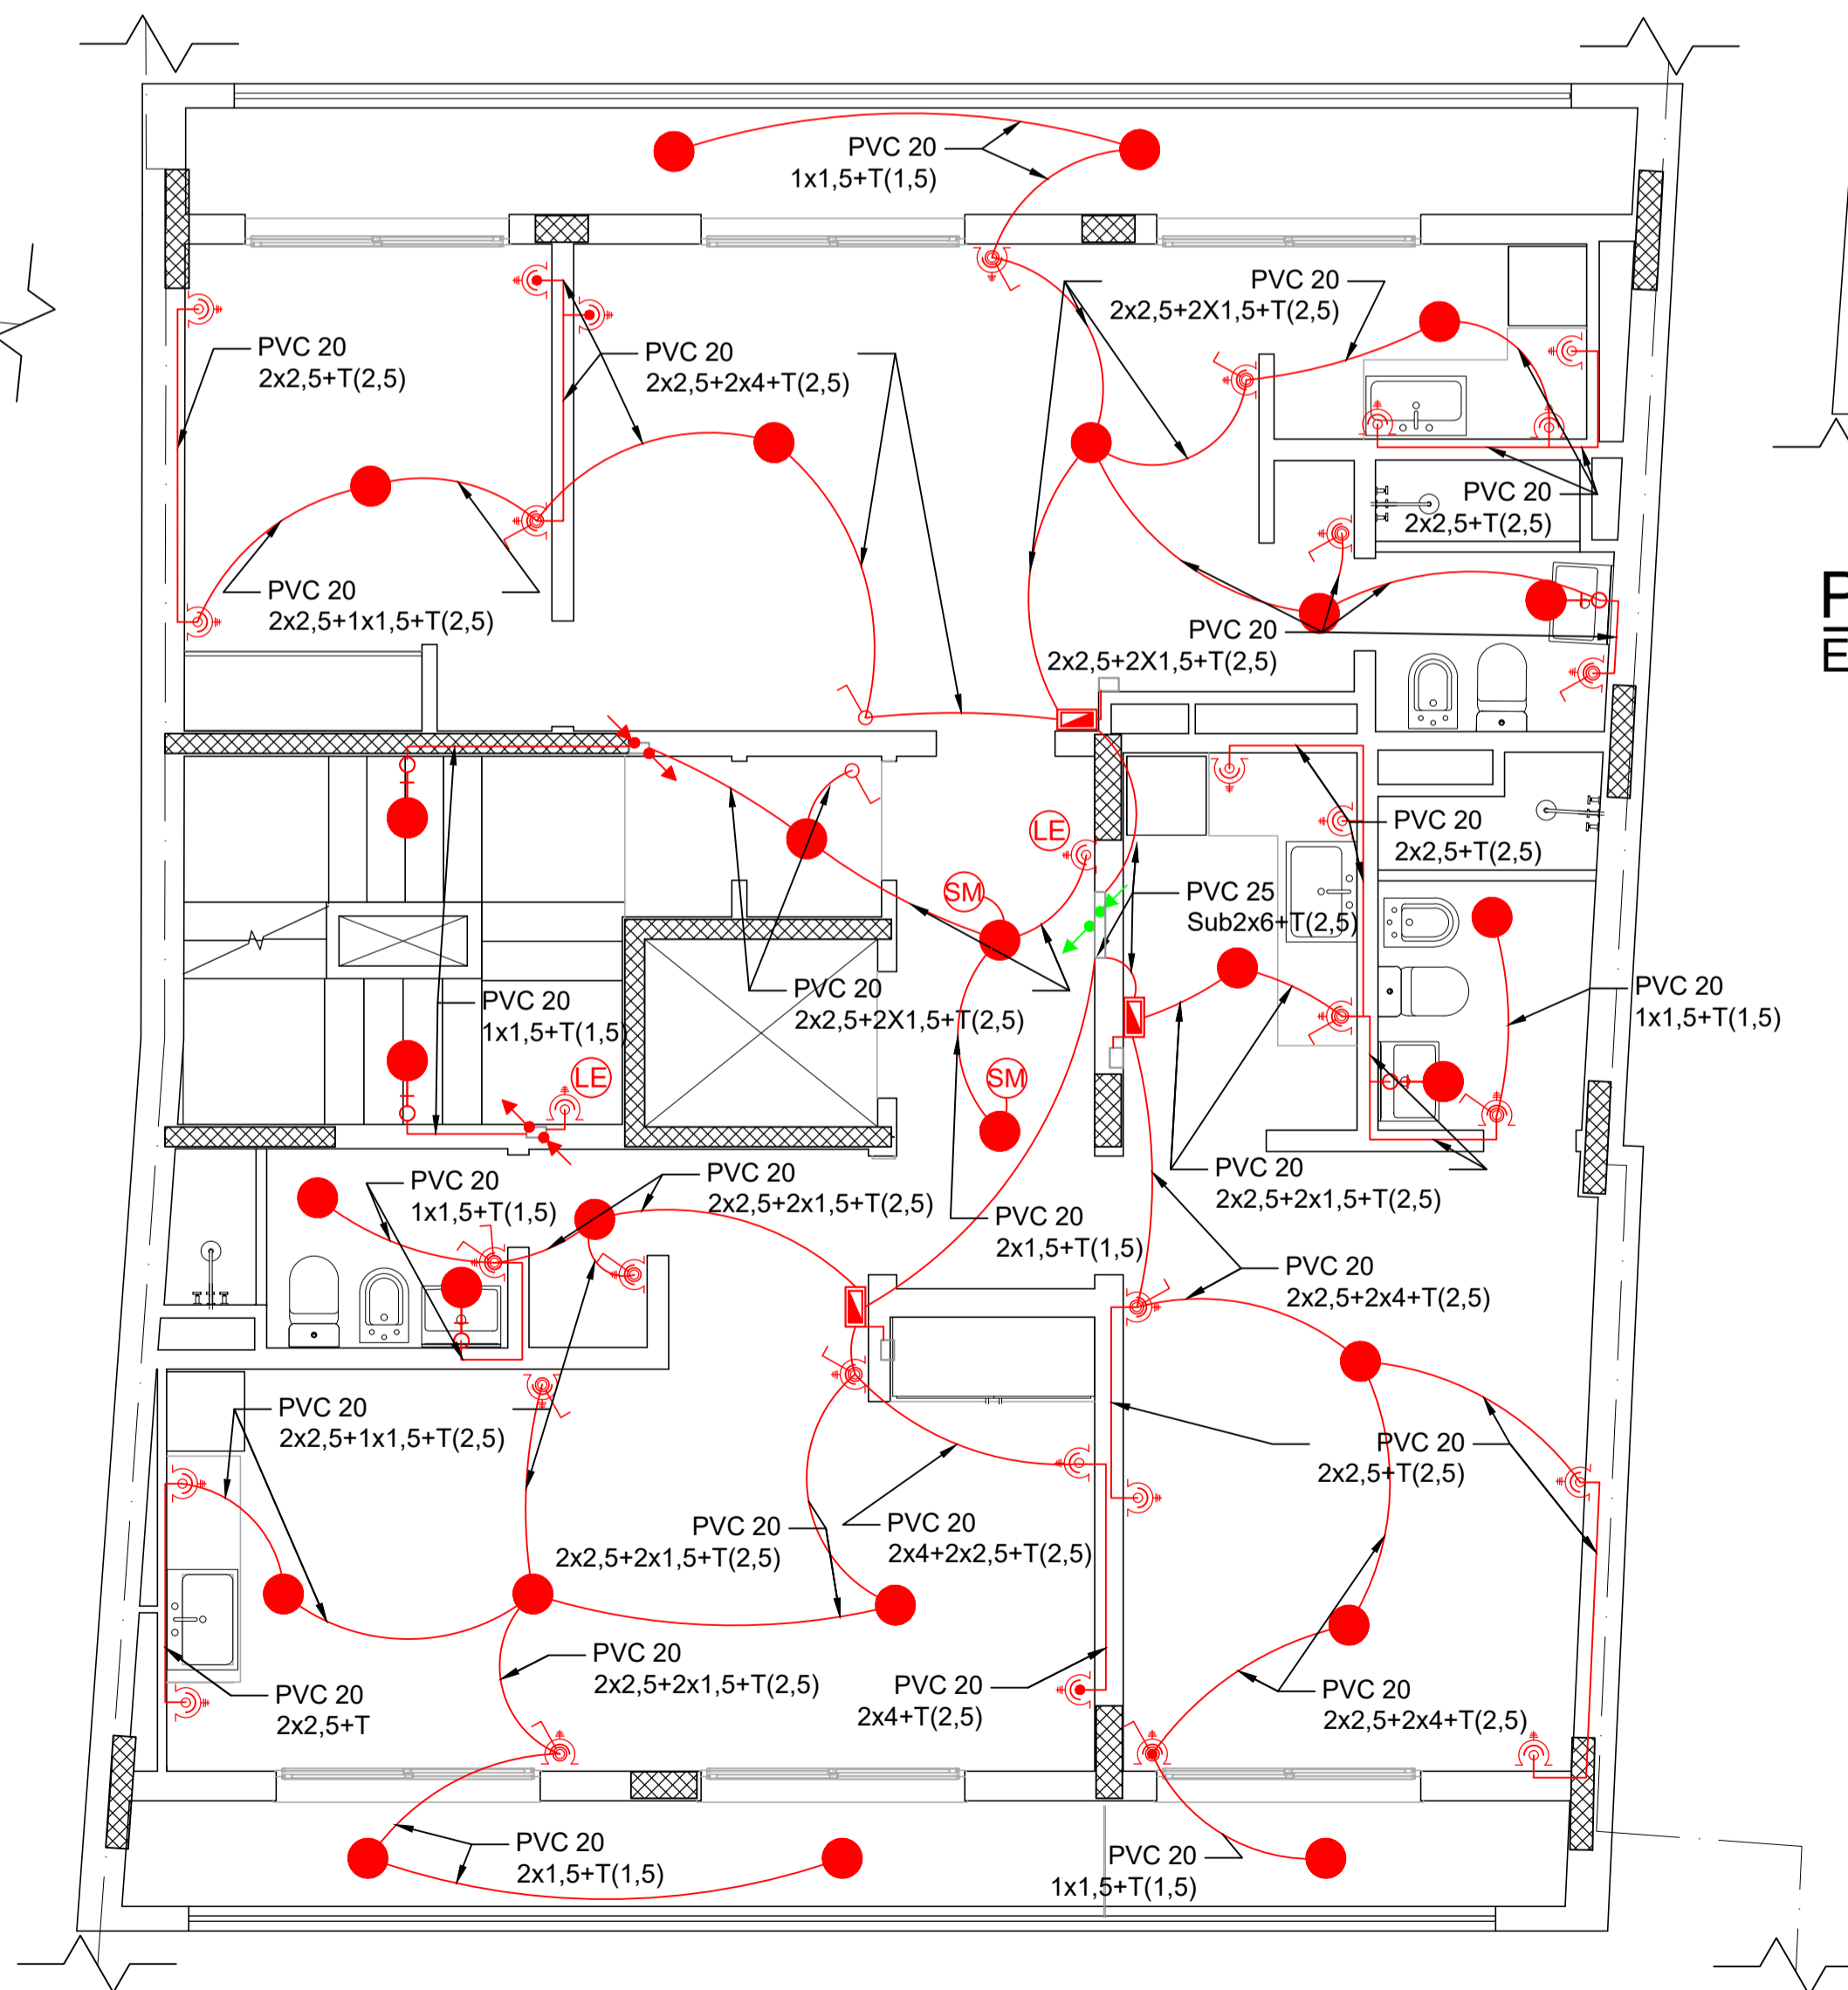 PVC 20
1x1,5+T(1,5)
PVC 20
2x2,5+2X1,5+T(2,5)
PVC 20
2x2,5+T(2,5)
PVC 20
2x2,5+2x4+T(2,5)
PVC 20
2x2,5+T(2,5)
PVC 20
2x2,5+1x1,5+T(2,5)
PVC 20
2x2,5+2X1,5+T(2,5)
P
E
LE
PVC 20
2x2,5+T(2,5)
SM
PVC 25
Sub2x6+T(2,5)
PVC 20
1x1,5+T(1,5)
PVC 20
2x2,5+2X1,5+T(2,5)
PVC 20
1x1,5+T(1,5)
LE
SM
PVC 20
1x1,5+T(1,5)
PVC 20
2x2,5+2x1,5+T(2,5)
PVC 20
2x2,5+2x1,5+T(2,5)
PVC 20
2x1,5+T(1,5)
PVC 20
2x2,5+2x4+T(2,5)
PVC 20
2x2,5+1x1,5+T(2,5)
PVC 20
2x2,5+T(2,5)
PVC 20
2x2,5+2x1,5+T(2,5)
PVC 20
2x4+2x2,5+T(2,5)
PVC 20
2x2,5+2x1,5+T(2,5)
PVC 20
2x2,5+T
PVC 20
2x4+T(2,5)
PVC 20
2x2,5+2x4+T(2,5)
PVC 20
2x1,5+T(1,5)
PVC 20
1x1,5+T(1,5)